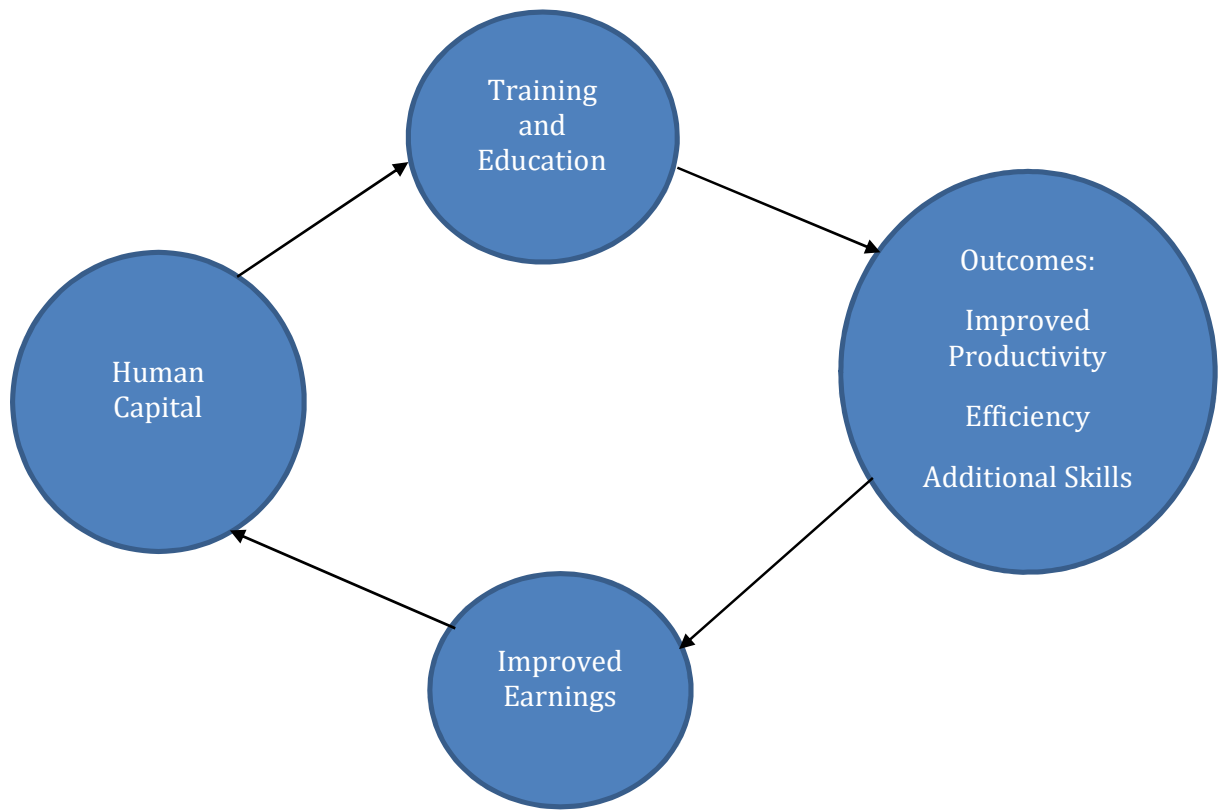 Training
and
Education
Outcomes:
Improved
Productivity
Efficiency
Additional Skills
Human
Capital
Improved
Earnings